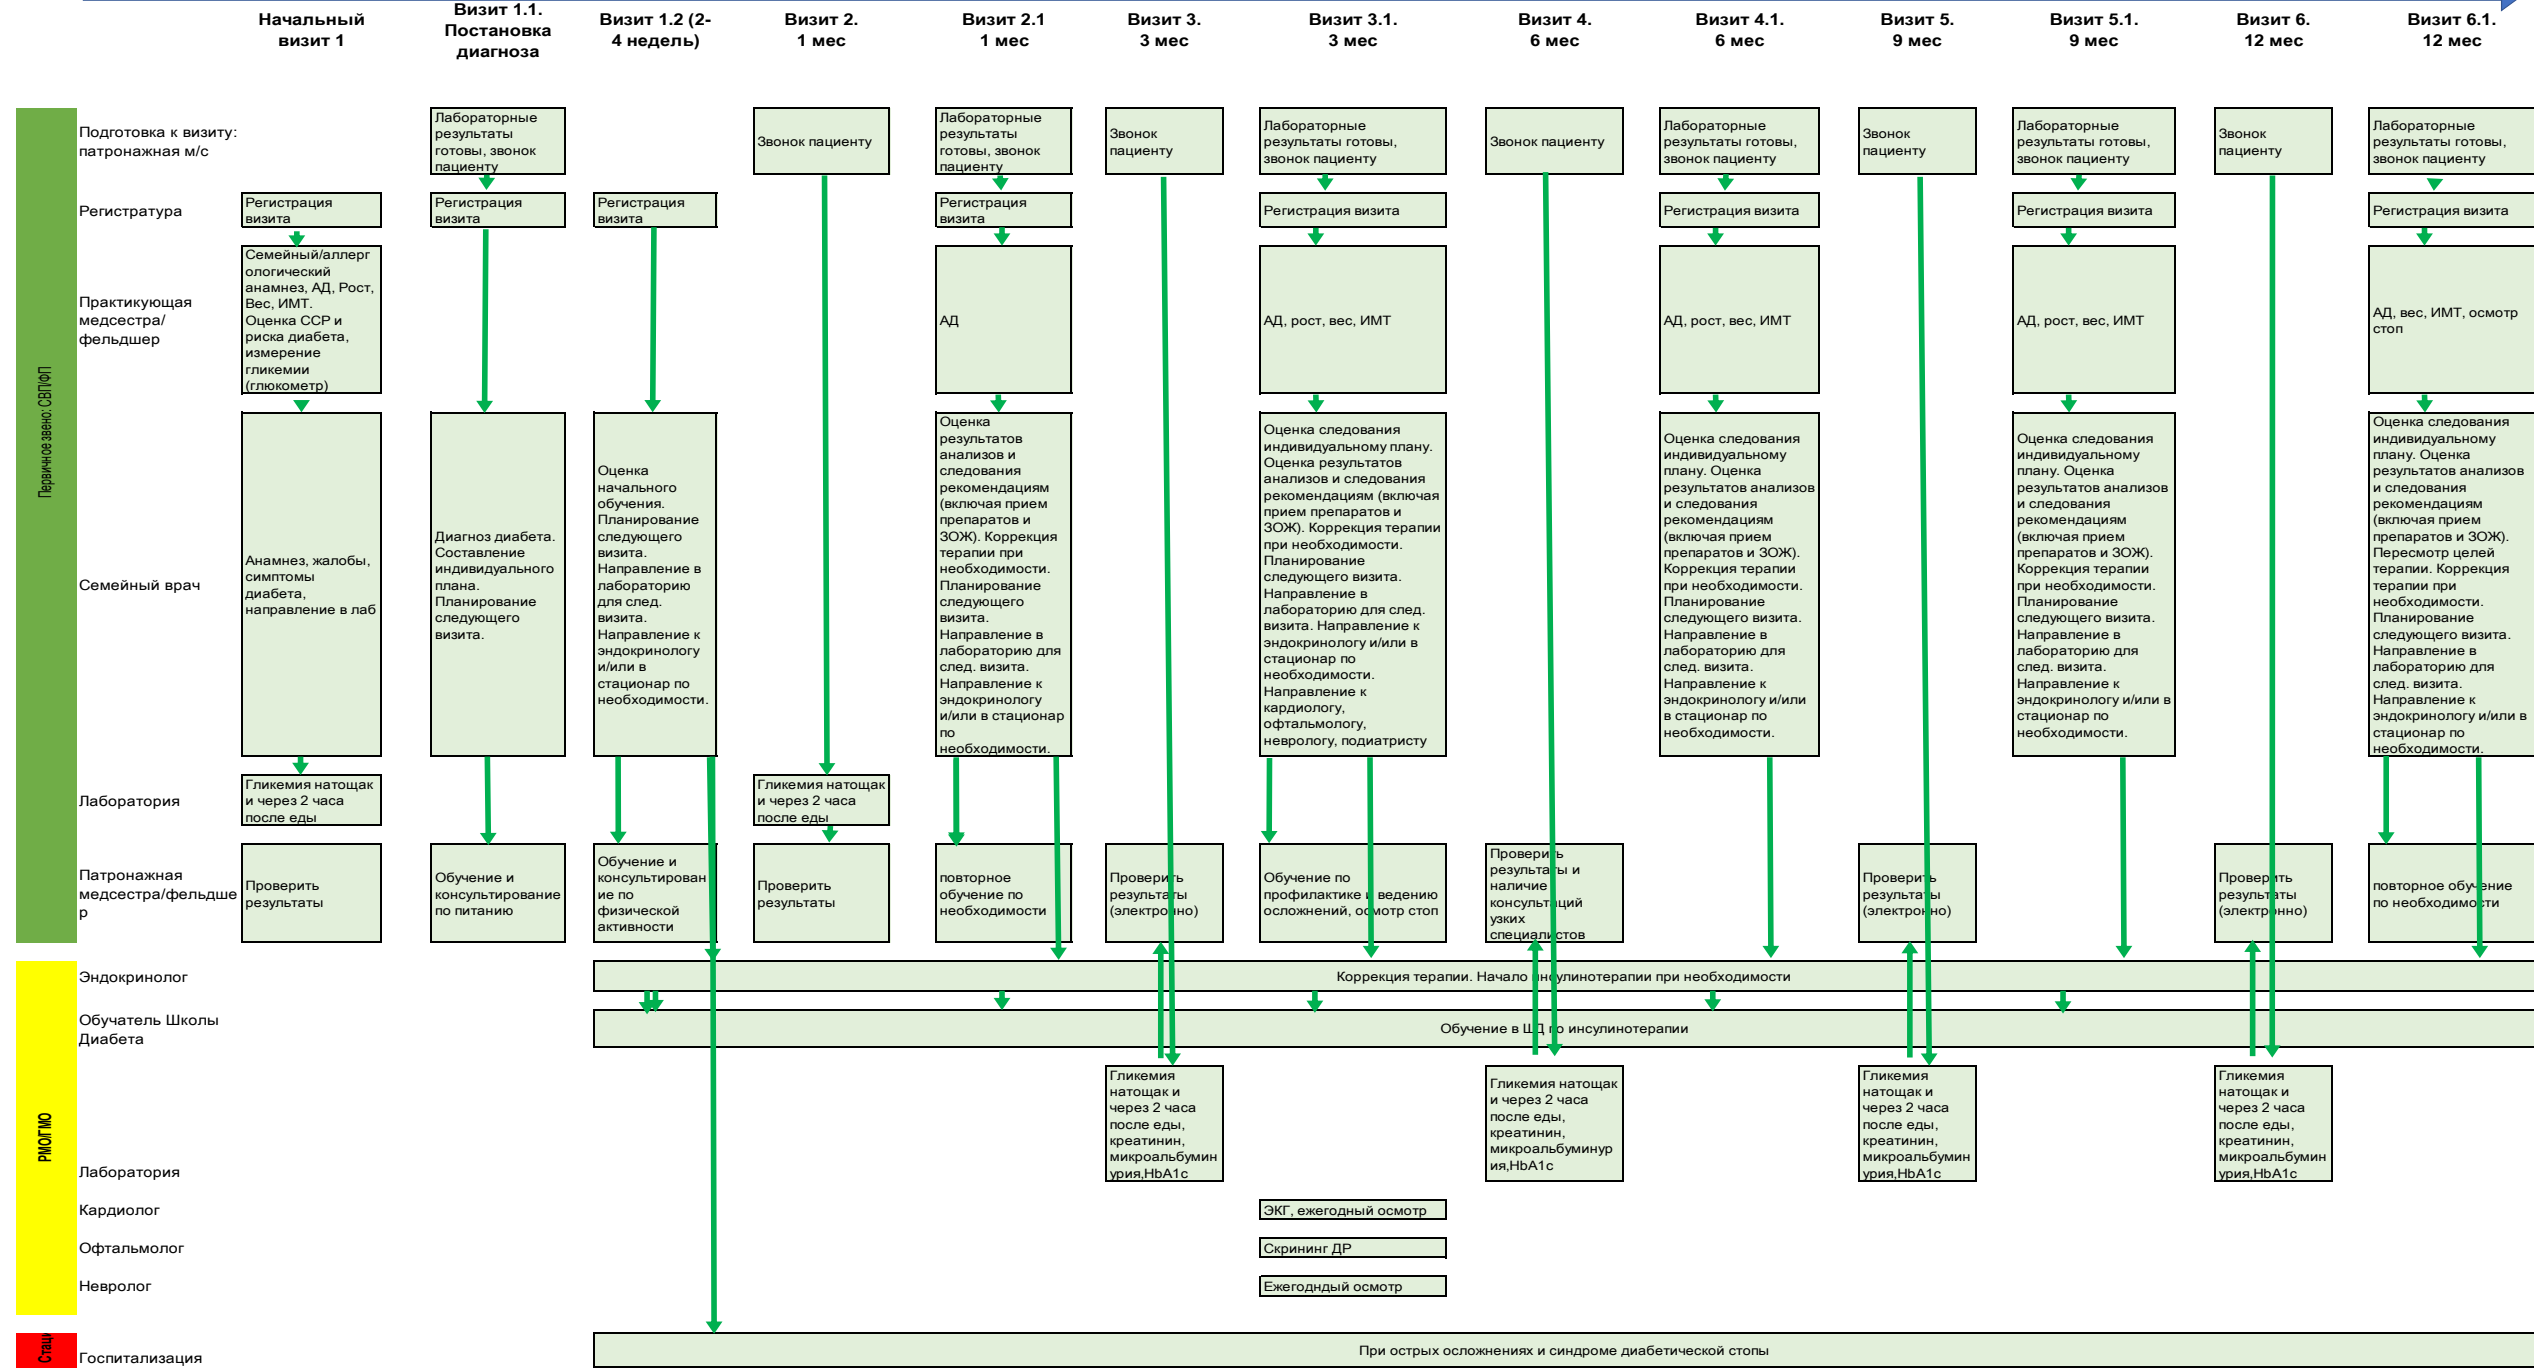 Начальный
визит 1
Визит 1.1.
Постановка
диагноза
Визит 1.2 (2-
4 недель)
Визит 2.
1 мес
Визит 2.1
1 мес
Визит 3.
3 мес
Визит 3.1.
3 мес
Визит 4.
6 мес
Визит 4.1.
6 мес
Визит 5.
9 мес
Визит 5.1.
9 мес
Визит 6.
12 мес
Визит 6.1.
12 мес
Первичное звено: СВП/ФП
Подготовка к визиту:
патронажная м/с
Лабораторные
результаты
готовы, звонок
пациенту
Звонок пациенту
Лабораторные
результаты
готовы, звонок
пациенту
Звонок
пациенту
Лабораторные
результаты готовы,
звонок пациенту
Звонок пациенту
Лабораторные
результаты готовы,
звонок пациенту
Звонок
пациенту
Лабораторные
результаты готовы,
звонок пациенту
Звонок
пациенту
Лабораторные
результаты готовы,
звонок пациенту
Регистратура
Регистрация
визита
Регистрация
визита
Регистрация
визита
Регистрация
визита
Регистрация визита
Регистрация визита
Регистрация визита
Регистрация визита
Практикующая
медсестра/
фельдшер
Семейный/аллерг
ологический
анамнез, АД, Рост,
Вес, ИМТ.
Оценка ССР и
риска диабета,
измерение
гликемии
(глюкометр)
АД
АД, рост, вес, ИМТ
АД, рост, вес, ИМТ
АД, рост, вес, ИМТ
АД, вес, ИМТ, осмотр
стоп
Семейный врач
Анамнез, жалобы,
симптомы
диабета,
направление в лаб
Диагноз диабета.
Составление
индивидуального
плана.
Планирование
следующего
визита.
Оценка
начального
обучения.
Планирование
следующего
визита.
Направление в
лабораторию
для след.
визита.
Направление к
эндокринологу
и/или в
стационар по
необходимости.
Оценка
результатов
анализов и
следования
рекомендациям
(включая прием
препаратов и
ЗОЖ). Коррекция
терапии при
необходимости.
Планирование
следующего
визита.
Направление в
лабораторию для
след. визита.
Направление к
эндокринологу
и/или в стационар
по
необходимости.
Оценка следования
индивидуальному плану.
Оценка результатов
анализов и следования
рекомендациям (включая
прием препаратов и
ЗОЖ). Коррекция терапии
при необходимости.
Планирование
следующего визита.
Направление в
лабораторию для след.
визита. Направление к
эндокринологу и/или в
стационар по
необходимости.
Направление к
кардиологу,
офтальмологу,
неврологу, подиатристу
Оценка следования
индивидуальному
плану. Оценка
результатов анализов
и следования
рекомендациям
(включая прием
препаратов и ЗОЖ).
Коррекция терапии
при необходимости.
Планирование
следующего визита.
Направление в
лабораторию для
след. визита.
Направление к
эндокринологу и/или
в стационар по
необходимости.
Оценка следования
индивидуальному
плану. Оценка
результатов анализов
и следования
рекомендациям
(включая прием
препаратов и ЗОЖ).
Коррекция терапии
при необходимости.
Планирование
следующего визита.
Направление в
лабораторию для
след. визита.
Направление к
эндокринологу и/или в
стационар по
необходимости.
Оценка следования
индивидуальному
плану. Оценка
результатов анализов
и следования
рекомендациям
(включая прием
препаратов и ЗОЖ).
Пересмотр целей
терапии. Коррекция
терапии при
необходимости.
Планирование
следующего визита.
Направление в
лабораторию для
след. визита.
Направление к
эндокринологу и/или в
стационар по
необходимости.
Лаборатория
Гликемия натощак
и через 2 часа
после еды
Гликемия натощак
и через 2 часа
после еды
Патронажная
медсестра/фельдше
р
Проверить
результаты
Обучение и
консультирование
по питанию
Обучение и
консультирован
ие по
физической
активности
Проверить
результаты
повторное
обучение по
необходимости
Проверить
результаты
(электронно)
Обучение по
профилактике и ведению
осложнений, осмотр стоп
Проверить
результаты и
наличие
консультаций
узких
специалистов
Проверить
результаты
(электронно)
Проверить
результаты
(электронно)
повторное обучение
по необходимости
РМО/ГМО
Эндокринолог
Коррекция терапии. Начало инсулинотерапии при необходимости
Обучатель Школы
Диабета
Обучение в ШД по инсулинотерапии
Лаборатория
Гликемия
натощак и
через 2 часа
после еды,
креатинин,
микроальбумин
урия,HbA1c
Гликемия натощак
и через 2 часа
после еды,
креатинин,
микроальбуминур
ия,HbA1c
Гликемия
натощак и
через 2 часа
после еды,
креатинин,
микроальбумин
урия,HbA1c
Гликемия
натощак и
через 2 часа
после еды,
креатинин,
микроальбумин
урия,HbA1c
Кардиолог
ЭКГ, ежегодный осмотр
Офтальмолог
Скрининг ДР
Невролог
Ежегодндый осмотр
Стаци
Госпитализация
При острых осложнениях и синдроме диабетической стопы